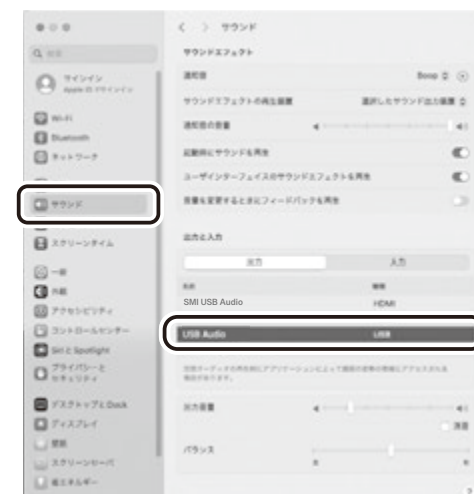 サウンド
検索
サウンドエフェクト
サインイン
Apple IDでサインイン
通知音
Boop
サウンドエフェクトの再生装置
選択したサウンド出力装置
Wi-Fi
Bluetooth
ネットワーク
通知音の音量
起動時にサウンドを再生
ユーザインターフェイスのサウンドエフェクトを再生
サウンド
音量を変更するときにフィードバックを再生
スクリーンタイム
出力と入力
一般
出力
入力
外観
名前
種類
アクセシビリティ
SMI USB Audio
HDMI
コントロールセンター
Siri と Spotlight
USB Audio
USB
プライバシーと
セキュリティ
デスクトップと Dock
出力音量
ディスプレイ
消音
壁紙
バランス
スクリーンセーバ
左
右
省エネルギー